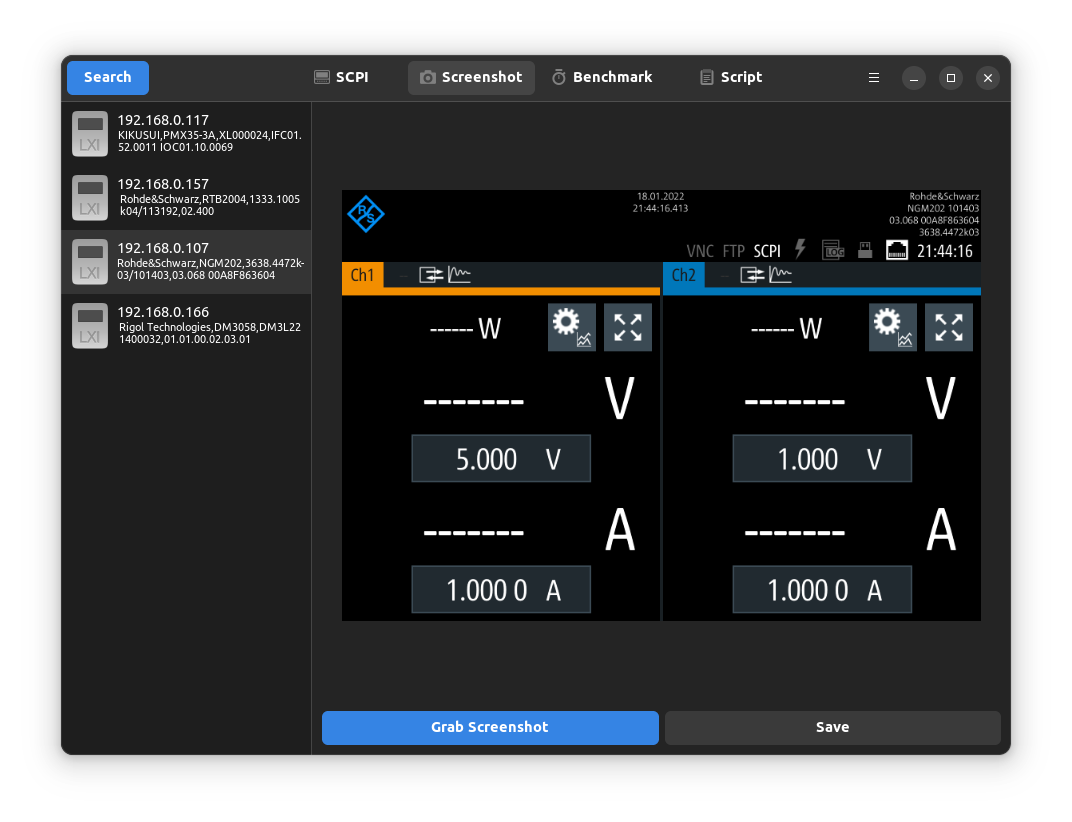 Search
SCPI
Screenshot
Benchmark
Script
LXI
192.168.0.117
KIKUSUI,PMX35-3A,XL000024,IFC01.
52.0011 IOC01.10.0069
LXI
192.168.0.157
Rohde&Schwarz,RTB2004,1333.1005
k04/113192,02.400
LXI
192.168.0.107
Rohde&Schwarz,NGM202,3638.4472k-
03/101403,03.068 00A8F863604
LXI
192.168.0.166
Rigol Technologies,DM3058,DM3L22
1400032,01.01.00.02.03.01
R&S
18.01.2022
21:44:16.413
Rohde&Schwarz
NGM202 101403
03.068 00A8F863604
3638.4472k03
VNC FTP SCPI LOG 21:44:16
Ch1
------ W
------- V
5.000 V
------- A
1.000 0 A
Ch2
------ W
------- V
1.000 V
------- A
1.000 0 A
Grab Screenshot
Save